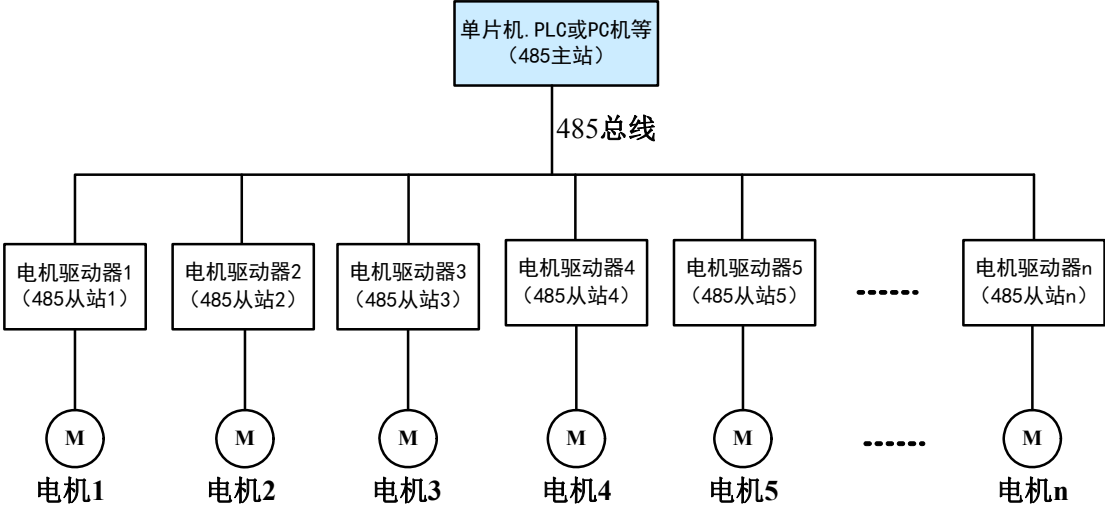 单片机.PLC或PC机等
（485主站）
485总线
电机驱动器1
（485从站1）
电机驱动器2
（485从站2）
电机驱动器3
（485从站3）
电机驱动器4
（485从站4）
电机驱动器5
（485从站5）
电机驱动器n
（485从站n）
M
M
M
M
M
M
电机1
电机2
电机3
电机4
电机5
电机n